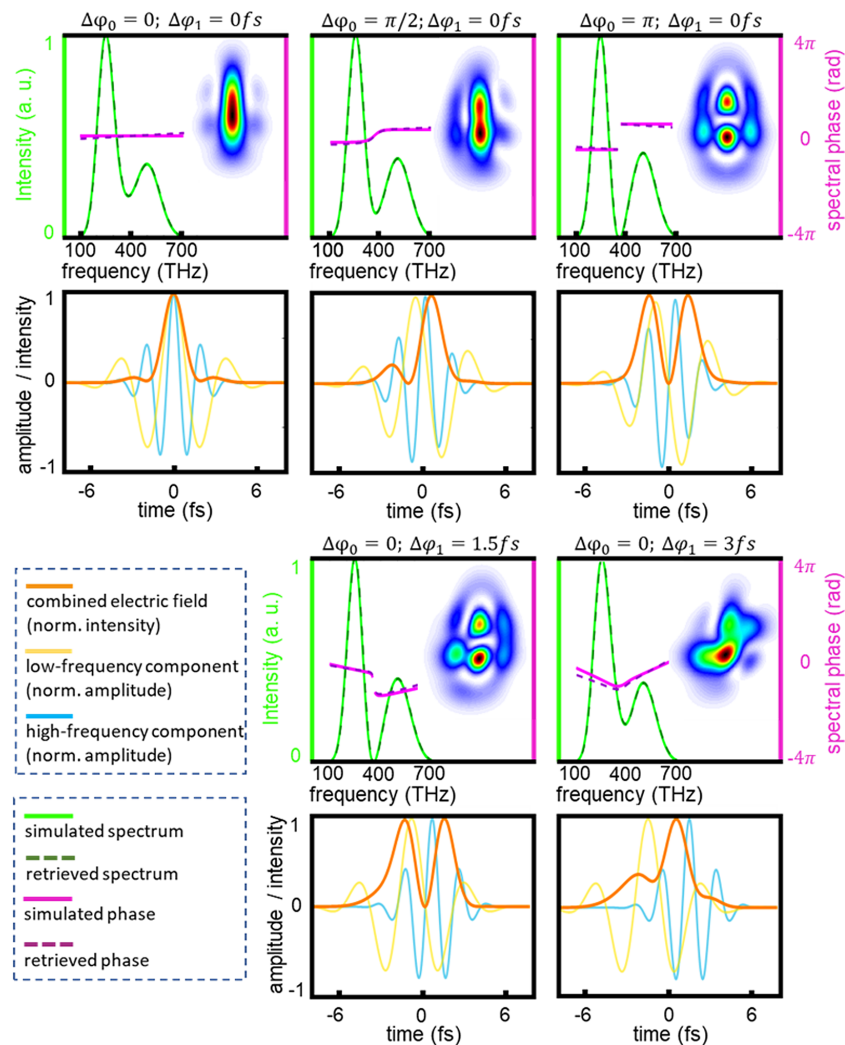 Δφ₀ = 0; Δφ₁ = 0fs
Δφ₀ = π/2; Δφ₁ = 0fs
Δφ₀ = π; Δφ₁ = 0fs
Intensity (a. u.)
1
0
4π
0
-4π
spectral phase (rad)
100 400 700
100 400 700
100 400 700
frequency (THz)
frequency (THz)
frequency (THz)
amplitude / intensity
1
0
-1
-6 0 6
-6 0 6
-6 0 6
time (fs)
time (fs)
time (fs)
Δφ₀ = 0; Δφ₁ = 1.5fs
Δφ₀ = 0; Δφ₁ = 3fs
Intensity (a. u.)
1
0
4π
0
-4π
spectral phase (rad)
100 400 700
100 400 700
frequency (THz)
frequency (THz)
amplitude / intensity
1
0
-1
-6 0 6
-6 0 6
time (fs)
time (fs)
combined electric field
(norm. intensity)
low-frequency component
(norm. amplitude)
high-frequency component
(norm. amplitude)
simulated spectrum
retrieved spectrum
simulated phase
retrieved phase